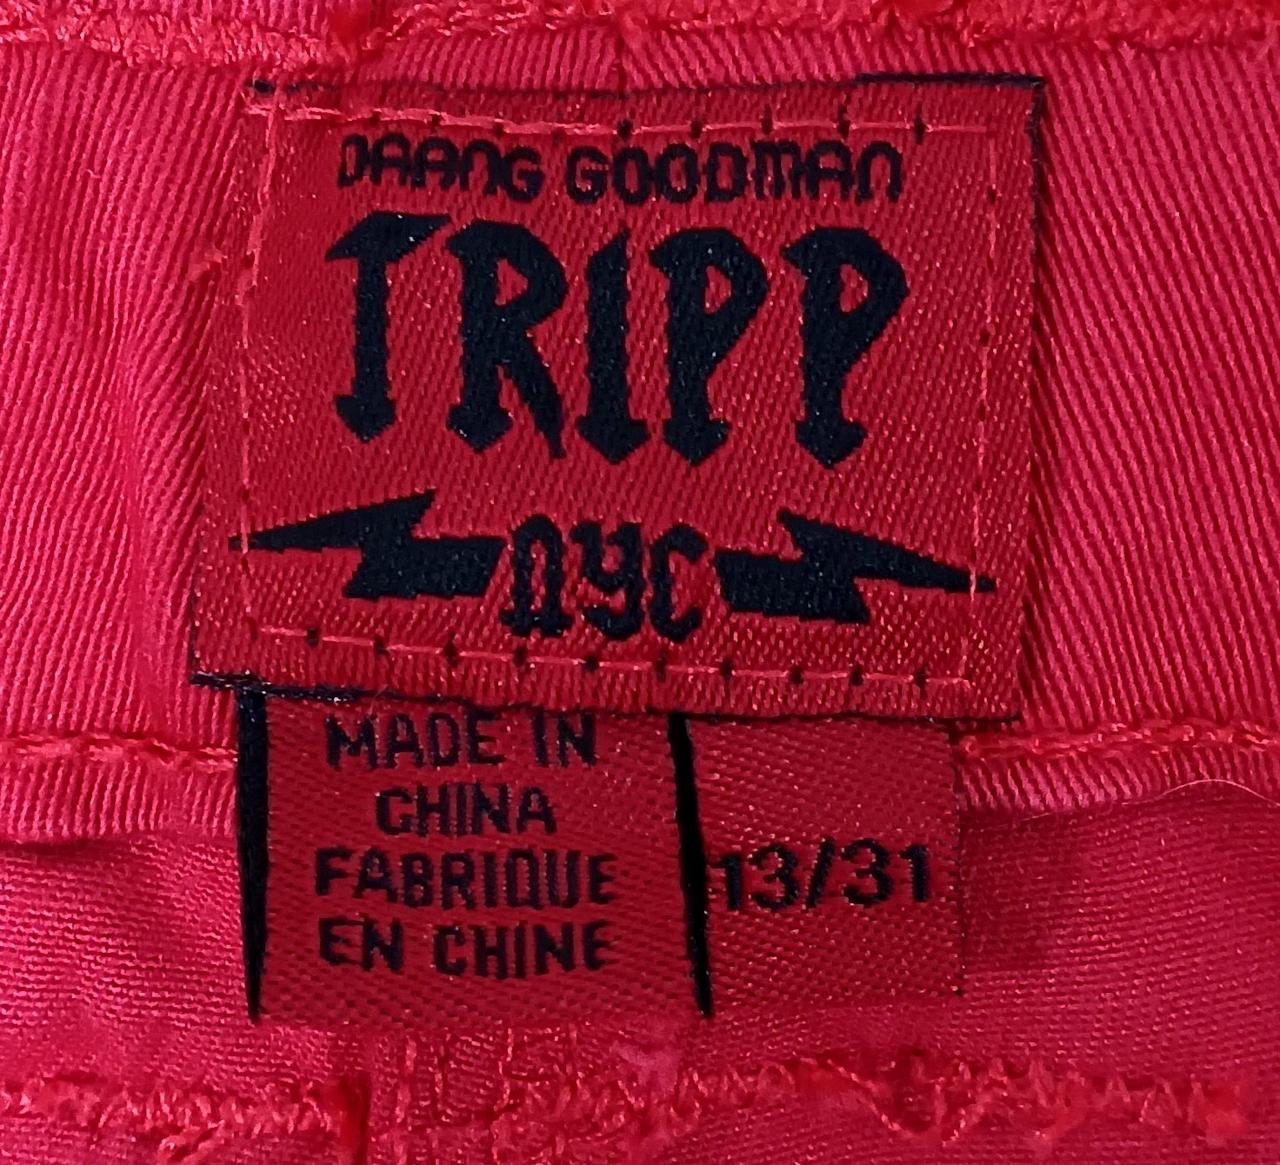 DAANG GOODMAN
TRIPP
NYC
MADE IN
CHINA
FABRIQUE
EN CHINE
13/31